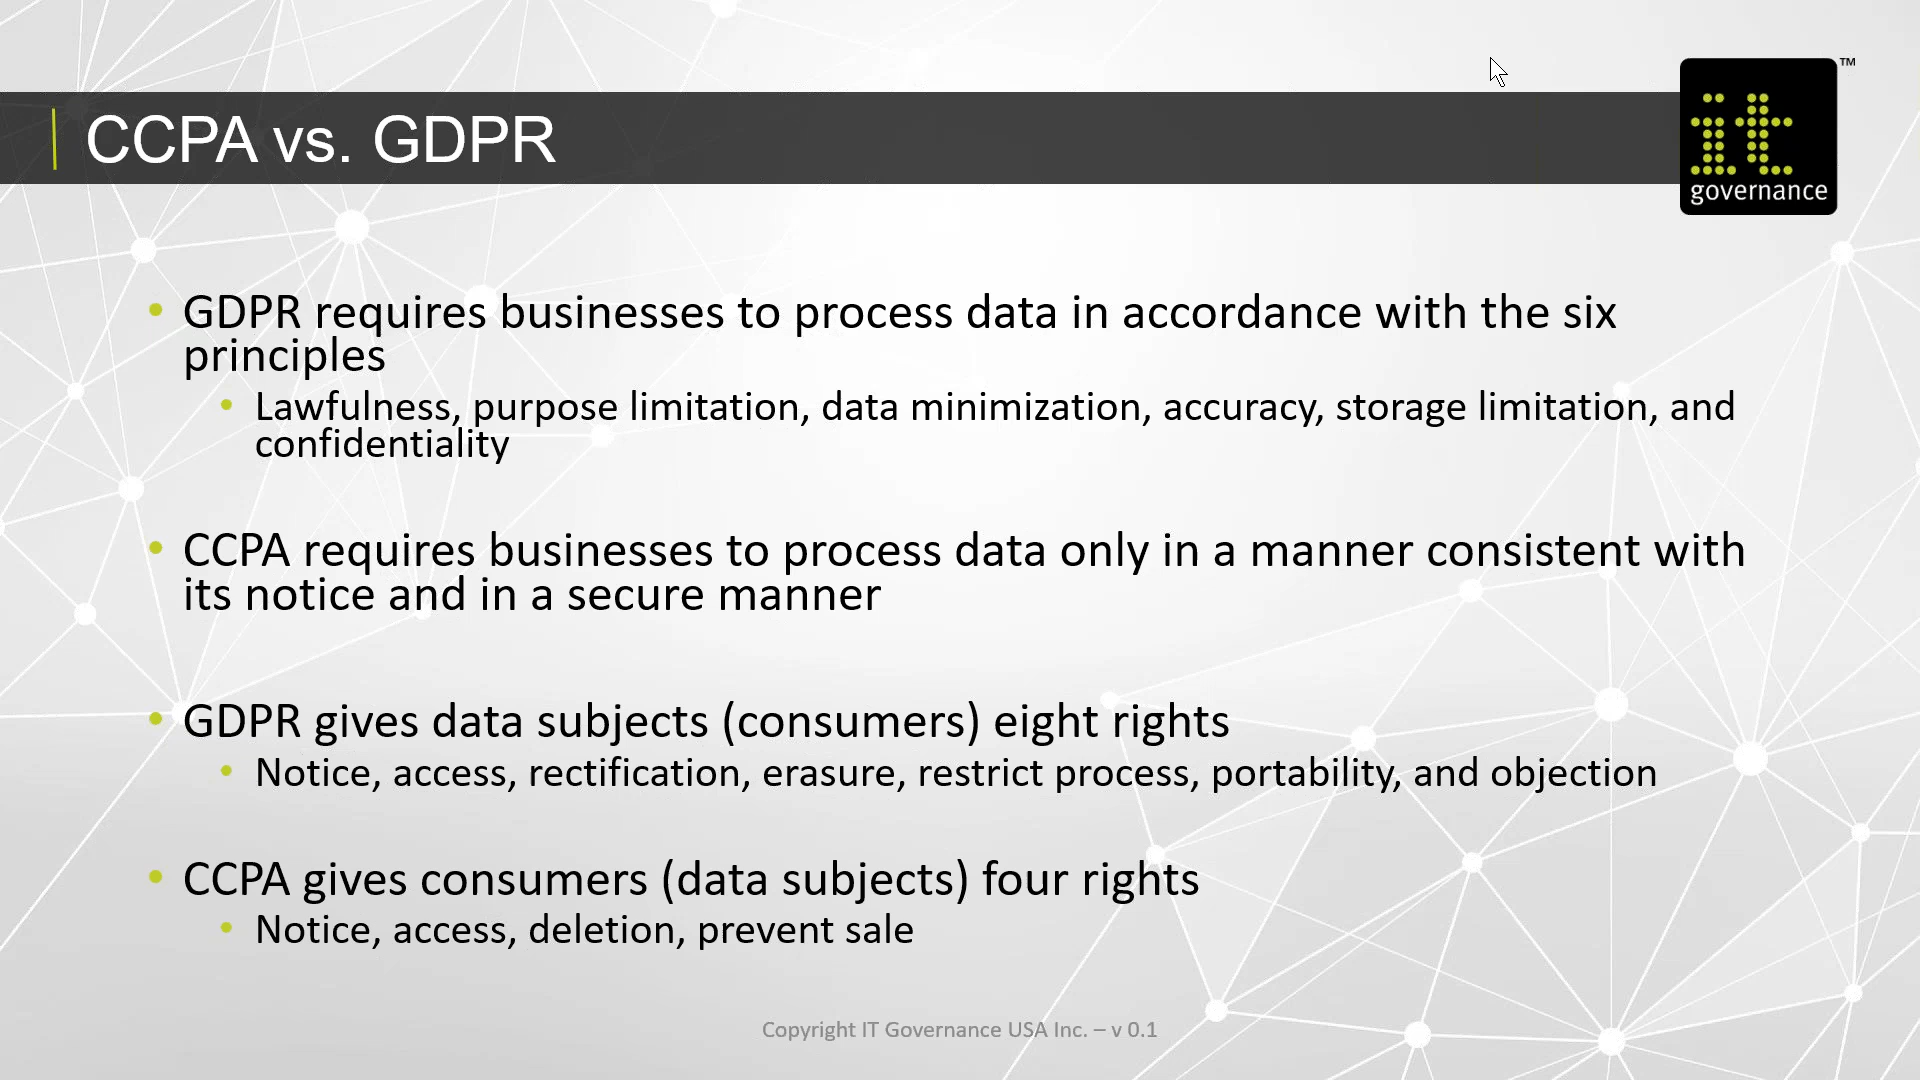 TM
CCPA vs. GDPR
it
governance
• GDPR requires businesses to process data in accordance with the six
principles
• Lawfulness, purpose limitation, data minimization, accuracy, storage limitation, and
confidentiality
• CCPA requires businesses to process data only in a manner consistent with
its notice and in a secure manner
• GDPR gives data subjects (consumers) eight rights
• Notice, access, rectification, erasure, restrict process, portability, and objection
• CCPA gives consumers (data subjects) four rights
• Notice, access, deletion, prevent sale
Copyright IT Governance USA Inc. – v 0.1